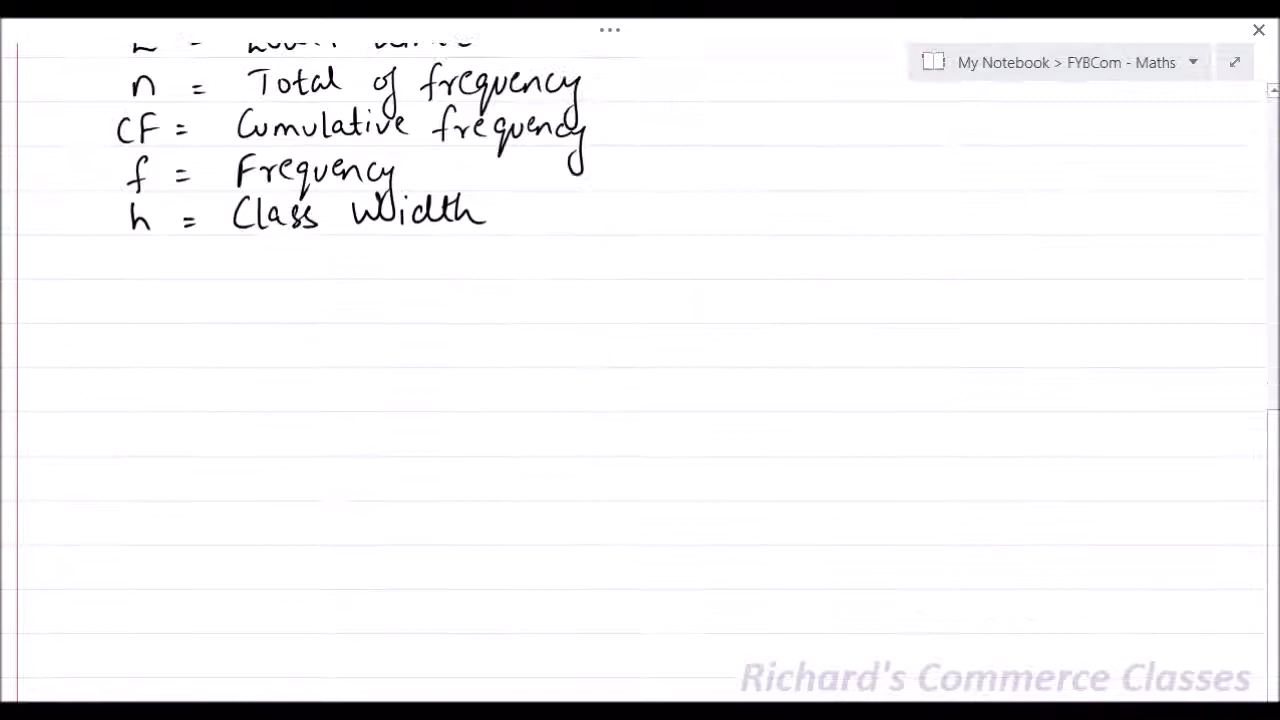 My Notebook > FYBCom - Maths
n = Total of frequency
CF = Cumulative frequency
f = Frequency
h = Class Width
Richard's Commerce Classes